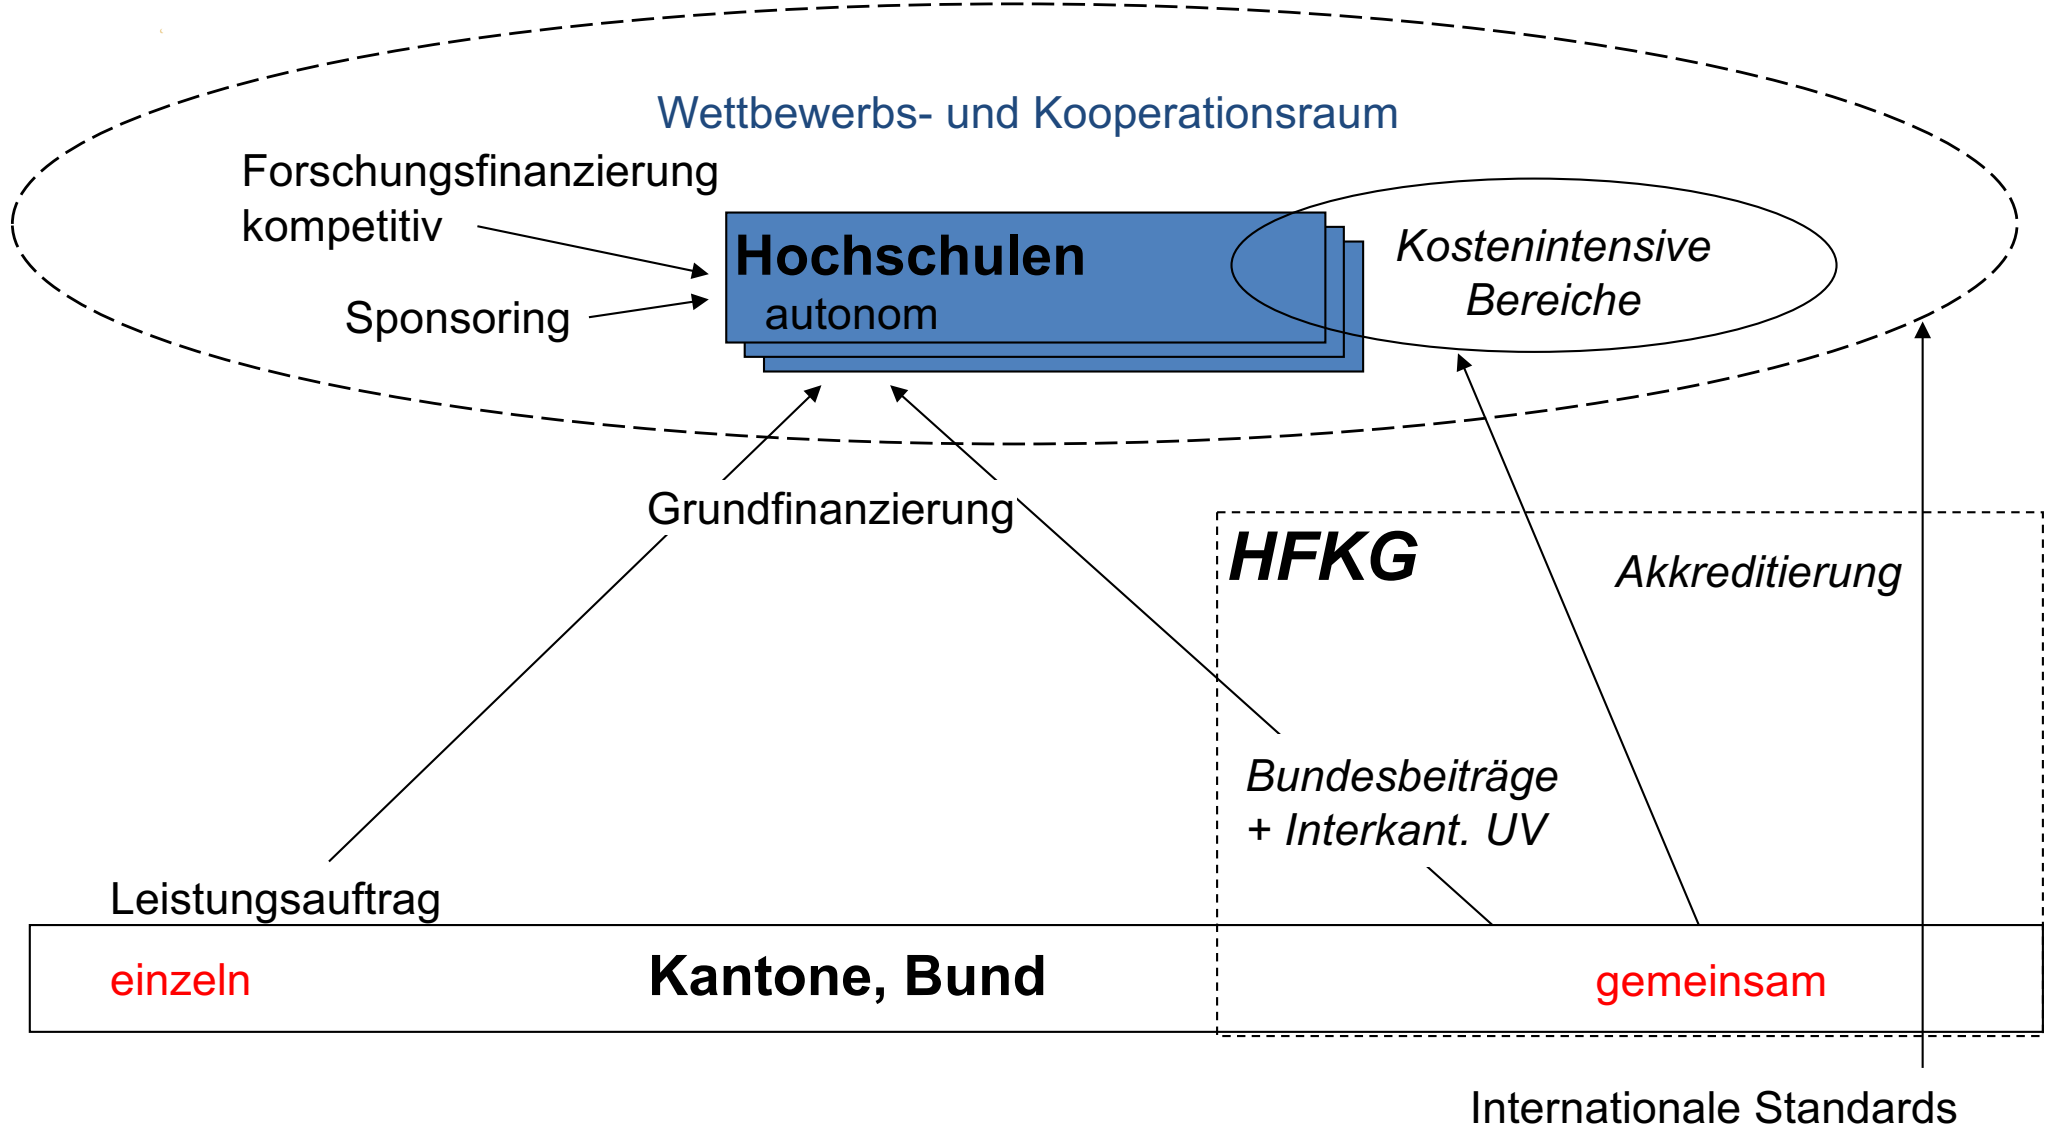 Wettbewerbs- und Kooperationsraum
Forschungsfinanzierung
kompetitiv
Sponsoring
Hochschulen
autonom
Kostenintensive
Bereiche
Grundfinanzierung
HFKG
Akkreditierung
Bundesbeiträge
+ Interkant. UV
Leistungsauftrag
einzeln
Kantone, Bund
gemeinsam
Internationale Standards